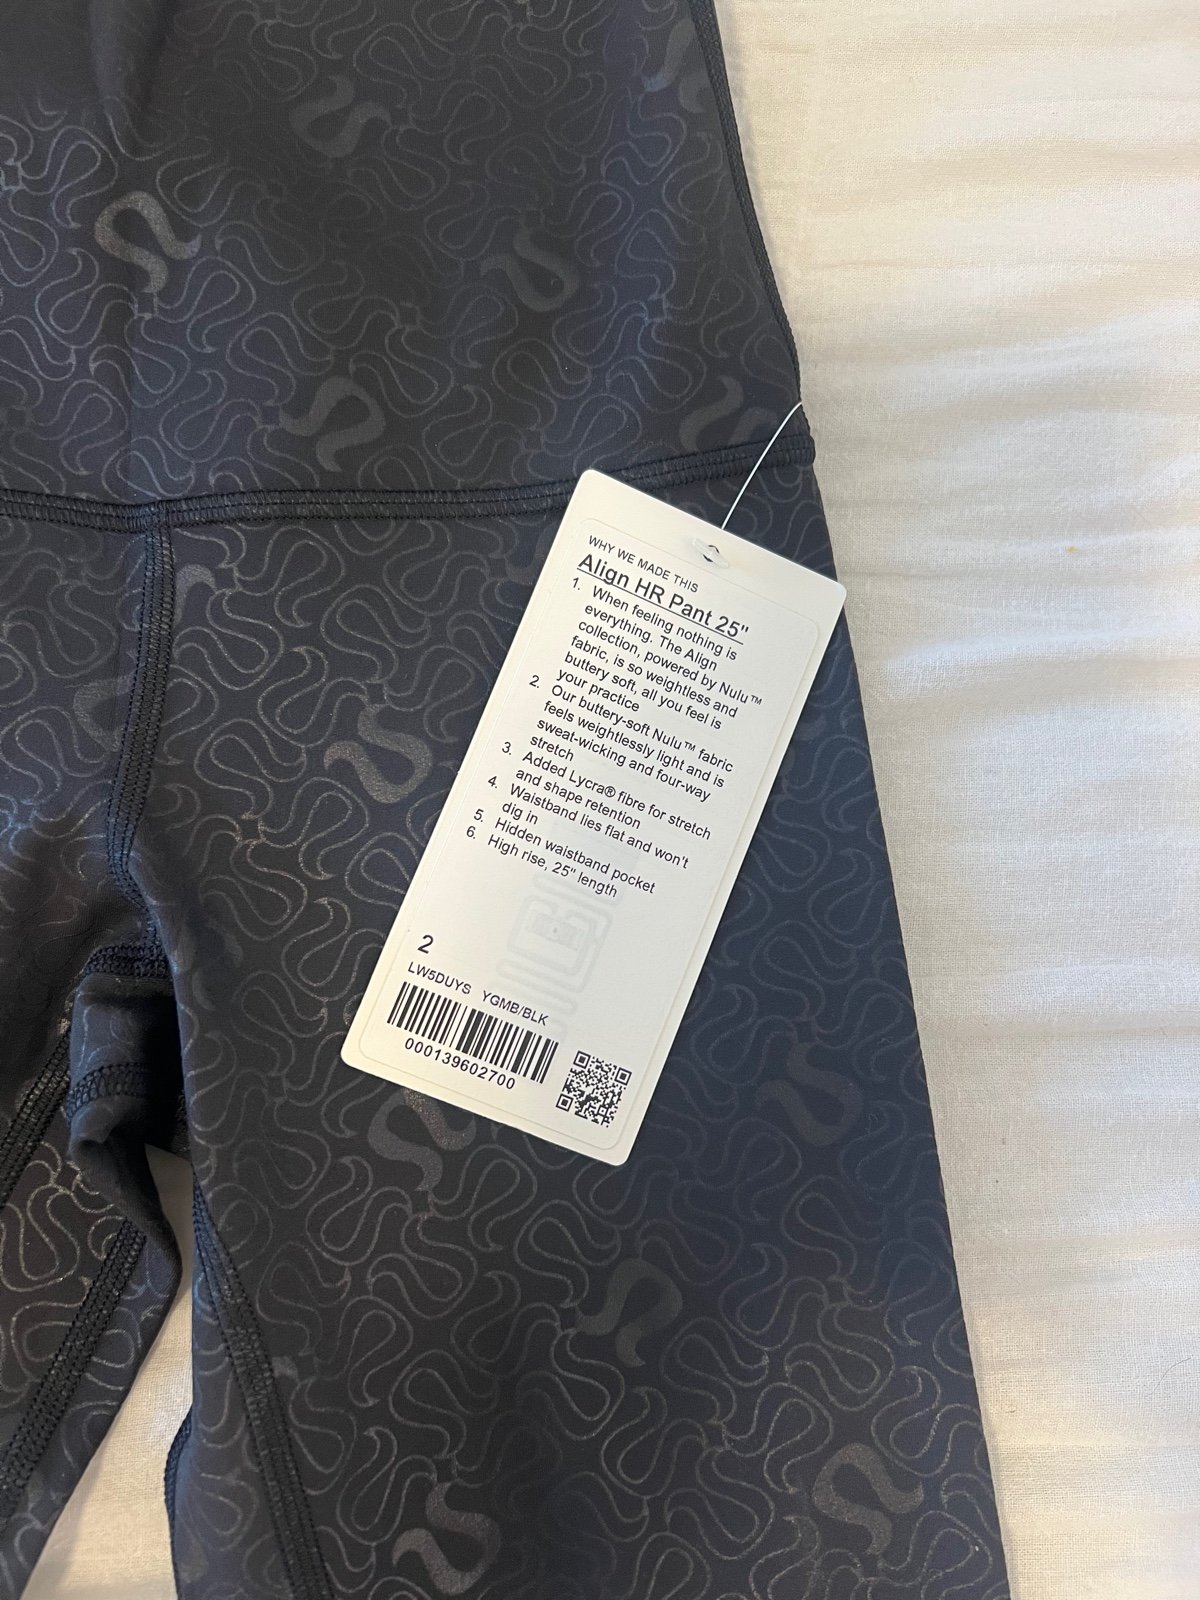 WHY WE MADE THIS
Align HR Pant 25"
1. When feeling nothing is
everything. The Align
collection, powered by Nulu™
fabric, is so weightless and
buttery soft, all you feel is
your practice
2. Our buttery-soft Nulu™ fabric
feels weightlessly light and is
sweat-wicking and four-way
stretch
3. Added Lycra® fibre for stretch
and shape retention
4. Waistband lies flat and won't
dig in
5. Hidden waistband pocket
6. High rise, 25" length
2
LW5DUYS YGMB/BLK
000139602700